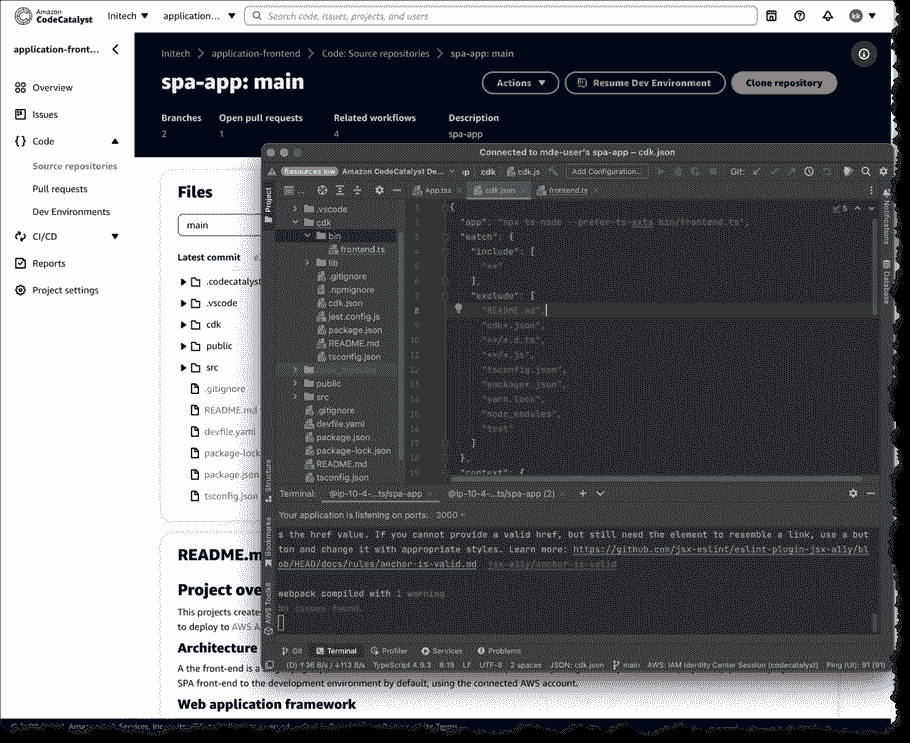 Amazon
CodeCatalyst
Initech
application...
Search code, issues, projects, and users
kk
application-front...
Overview
Issues
Code
Source repositories
Pull requests
Dev Environments
CI/CD
Reports
Project settings
Initech > application-frontend > Code: Source repositories > spa-app: main
spa-app: main
Actions
Resume Dev Environment
Clone repository
Branches
2
Open pull requests
1
Related workflows
4
Description
spa-app
Files
main
Latest commit
.codecatalyst
.vscode
cdk
public
src
.gitignore
README.md
devfile.yaml
package-lock
package.json
tsconfig.json
README.m
Project ove
This projects create
to deploy to AWS A
Architecture
A the front-end is a
SPA front-end to the development environment by default, using the connected AWS account.
Web application framework
Connected to mde-user's spa-app – cdk.json
Resources low
Amazon CodeCatalyst De...
cdk
cdk.js
Add Configuration...
Git:
Project
App.tsx
cdk.json
frontend.ts
.vscode
cdk
bin
frontend.ts
lib
.gitignore
.npmignore
cdk.json
jest.config.js
package.json
README.md
tsconfig.json
public
src
.gitignore
devfile.yaml
package.json
package-lock.json
README.md
tsconfig.json
1 {
2 "app": "npx ts-node --prefer-ts-exts bin/frontend.ts"
3 "watch": {
4 "include": [
5 "**"
6 ],
7 "exclude": [
8 "README.md",
9 "cdk*.json",
10 "**/*.d.ts",
11 "**/*.js",
12 "tsconfig.json",
13 "package*.json",
14 "yarn.lock",
15 "node_modules",
16 "test"
17 ]
18 },
19 "context": {
5
Notifications
Database
Structure
Bookmarks
AWS Toolkit
Terminal:
@ip-10-4-...ts/spa-app
@ip-10-4-...ts/spa-app (2)
Your application is listening on ports: 3000
s the href value. If you cannot provide a valid href, but still need the element to resemble a link, use a but
ton and change it with appropriate styles. Learn more: https://github.com/jsx-eslint/eslint-plugin-jsx-a11y/bl
ob/HEAD/docs/rules/anchor-is-valid.md jsx-a11y/anchor-is-valid
webpack compiled with 1 warning
No issues found.
Git
Terminal
Profiler
Services
Problems
(D) ↑36 B/s / ↓113 B/s
TypeScript 4.9.3
8:19
LF
UTF-8
2 spaces
JSON: cdk.json
main
AWS: IAM Identity Center Session (codecatalyst)
Ping (UI): 91 (91)